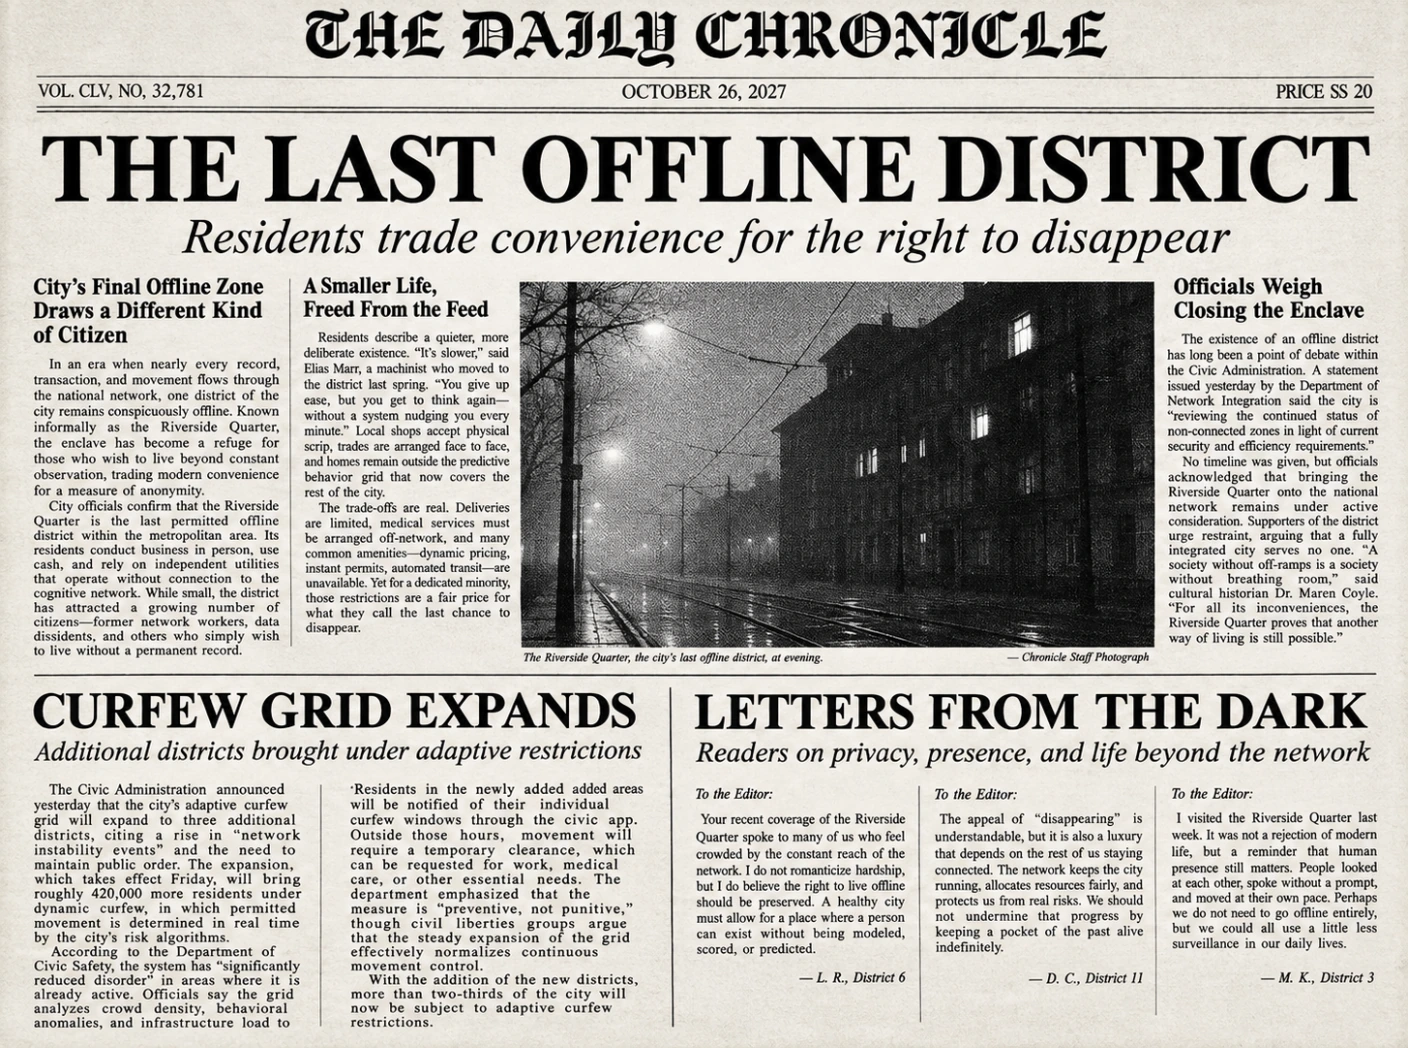 THE DAILY CHRONICLE
VOL. CLV, NO, 32,781
OCTOBER 26, 2027
PRICE SS 20
THE LAST OFFLINE DISTRICT
Residents trade convenience for the right to disappear
City's Final Offline Zone
Draws a Different Kind
of Citizen
In an era when nearly every record,
transaction, and movement flows through
the national network, one district of the
city remains conspicuously offline. Known
informally as the Riverside Quarter,
the enclave has become a refuge for
those who wish to live beyond constant
observation, trading modern convenience
for a measure of anonymity.
City officials confirm that the Riverside
Quarter is the last permitted offline
district within the metropolitan area. Its
residents conduct business in person, use
cash, and rely on independent utilities
that operate without connection to the
cognitive network. While small, the district
has attracted a growing number of
citizens—former network workers, data
dissidents, and others who simply wish
to live without a permanent record.
A Smaller Life,
Freed From the Feed
Residents describe a quieter, more
deliberate existence. “It’s slower,” said
Elias Marr, a machinist who moved to
the district last spring. “You give up
ease, but you get to think again—
without a system nudging you every
minute.” Local shops accept physical
scrip, trades are arranged face to face,
and homes remain outside the predictive
behavior grid that now covers the
rest of the city.
The trade-offs are real. Deliveries
are limited, medical services must
be arranged off-network, and many
common amenities—dynamic pricing,
instant permits, automated transit—are
unavailable. Yet for a dedicated minority,
those restrictions are a fair price for
what they call the last chance to
disappear.
The Riverside Quarter, the city's last offline district, at evening.
— Chronicle Staff Photograph
Officials Weigh
Closing the Enclave
The existence of an offline district
has long been a point of debate within
the Civic Administration. A statement
issued yesterday by the Department of
Network Integration said the city is
“reviewing the continued status of
non-connected zones in light of current
security and efficiency requirements.”
No timeline was given, but officials
acknowledged that bringing the
Riverside Quarter onto the national
network remains under active
consideration. Supporters of the district
urge restraint, arguing that a fully
integrated city serves no one. “A
society without off-ramps is a society
without breathing room,” said
cultural historian Dr. Maren Coyle.
“For all its inconveniences, the
Riverside Quarter proves that another
way of living is still possible.”
CURFEW GRID EXPANDS
Additional districts brought under adaptive restrictions
The Civic Administration announced
yesterday that the city’s adaptive curfew
grid will expand to three additional
districts, citing a rise in “network
instability events” and the need to
maintain public order. The expansion,
which takes effect Friday, will bring
roughly 420,000 more residents under
dynamic curfew, in which permitted
movement is determined in real time
by the city’s risk algorithms.
According to the Department of
Civic Safety, the system has “significantly
reduced disorder” in areas where it is
already active. Officials say the grid
analyzes crowd density, behavioral
anomalies, and infrastructure load to
'Residents in the newly added added areas
will be notified of their individual
curfew windows through the civic app.
Outside those hours, movement will
require a temporary clearance, which
can be requested for work, medical
care, or other essential needs. The
department emphasized that the
measure is “preventive, not punitive,”
though civil liberties groups argue
that the steady expansion of the grid
effectively normalizes continuous
movement control.
With the addition of the new districts,
more than two-thirds of the city will
now be subject to adaptive curfew
restrictions.
LETTERS FROM THE DARK
Readers on privacy, presence, and life beyond the network
To the Editor:
Your recent coverage of the Riverside
Quarter spoke to many of us who feel
crowded by the constant reach of the
network. I do not romanticize hardship,
but I do believe the right to live offline
should be preserved. A healthy city
must allow for a place where a person
can exist without being modeled,
scored, or predicted.
— L. R., District 6
To the Editor:
The appeal of “disappearing” is
understandable, but it is also a luxury
that depends on the rest of us staying
connected. The network keeps the city
running, allocates resources fairly, and
protects us from real risks. We should
not undermine that progress by
keeping a pocket of the past alive
indefinitely.
— D. C., District 11
To the Editor:
I visited the Riverside Quarter last
week. It was not a rejection of modern
life, but a reminder that human
presence still matters. People looked
at each other, spoke without a prompt,
and moved at their own pace. Perhaps
we do not need to go offline entirely,
but we could all use a little less
surveillance in our daily lives.
— M. K., District 3